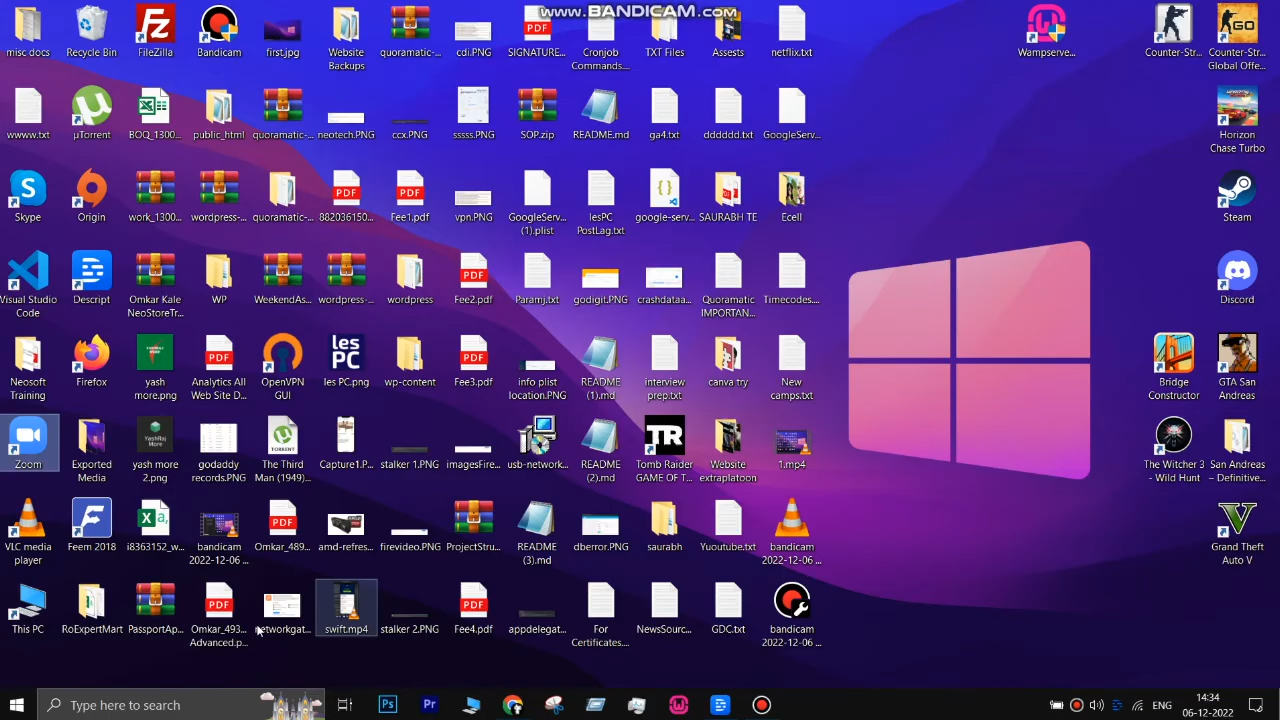 www.BANDICAM.com
misc docs
Recycle Bin
FileZilla
Bandicam
first.jpg
Website
Backups
quoramatic-...
cdi.PNG
SIGNATURE...
Cronjob
Commands....
TXT Files
Assests
netflix.txt
Wampserve...
Counter-Str...
Counter-Str...
Global Offe...
wwww.txt
µTorrent
BOQ_1300...
public_html
quoramatic-...
neotech.PNG
ccx.PNG
sssss.PNG
SOP.zip
README.md
ga4.txt
dddddd.txt
GoogleServ...
Horizon
Chase Turbo
Skype
Origin
work_1300...
wordpress-...
quoramatic-...
882036150...
Fee1.pdf
vpn.PNG
GoogleServ...
(1).plist
lesPC
PostLag.txt
google-serv...
SAURABH TE
Ecell
Steam
Visual Studio
Code
Descript
Omkar Kale
NeoStoreTr...
WP
WeekendAs...
wordpress-...
wordpress
Fee2.pdf
Paramj.txt
godigit.PNG
crashdataa...
Quoramatic
IMPORTAN...
Timecodes....
Discord
Neosoft
Training
Firefox
yash
more.png
Analytics All
Web Site D...
OpenVPN
GUI
les
PC
les PC.png
wp-content
Fee3.pdf
info plist
location.PNG
README
(1).md
interview
prep.txt
canva try
New
camps.txt
Bridge
Constructor
GTA San
Andreas
Zoom
Exported
Media
yash more
2.png
godaddy
records.PNG
The Third
Man (1949)...
Capture1.P...
stalker 1.PNG
imagesFire...
usb-network...
README
(2).md
TR
Tomb Raider
GAME OF T...
Website
extraplatoon
1.mp4
The Witcher 3
- Wild Hunt
San Andreas
– Definitive...
VLC media
player
Feem 2018
i8363152_w...
bandicam
2022-12-06 ...
Omkar_489...
amd-refres...
firevideo.PNG
ProjectStru...
README
(3).md
dberror.PNG
saurabh
Yuoutube.txt
bandicam
2022-12-06 ...
Grand Theft
Auto V
This PC
RoExpertMart
PassportAp...
Omkar_493...
Advanced.p...
networkgat...
swift.mp4
stalker 2.PNG
Fee4.pdf
appdelegat...
For
Certificates....
NewsSourc...
GDC.txt
bandicam
2022-12-06 ...
Type here to search
Ps
Pr
ENG
14:34
06-12-2022